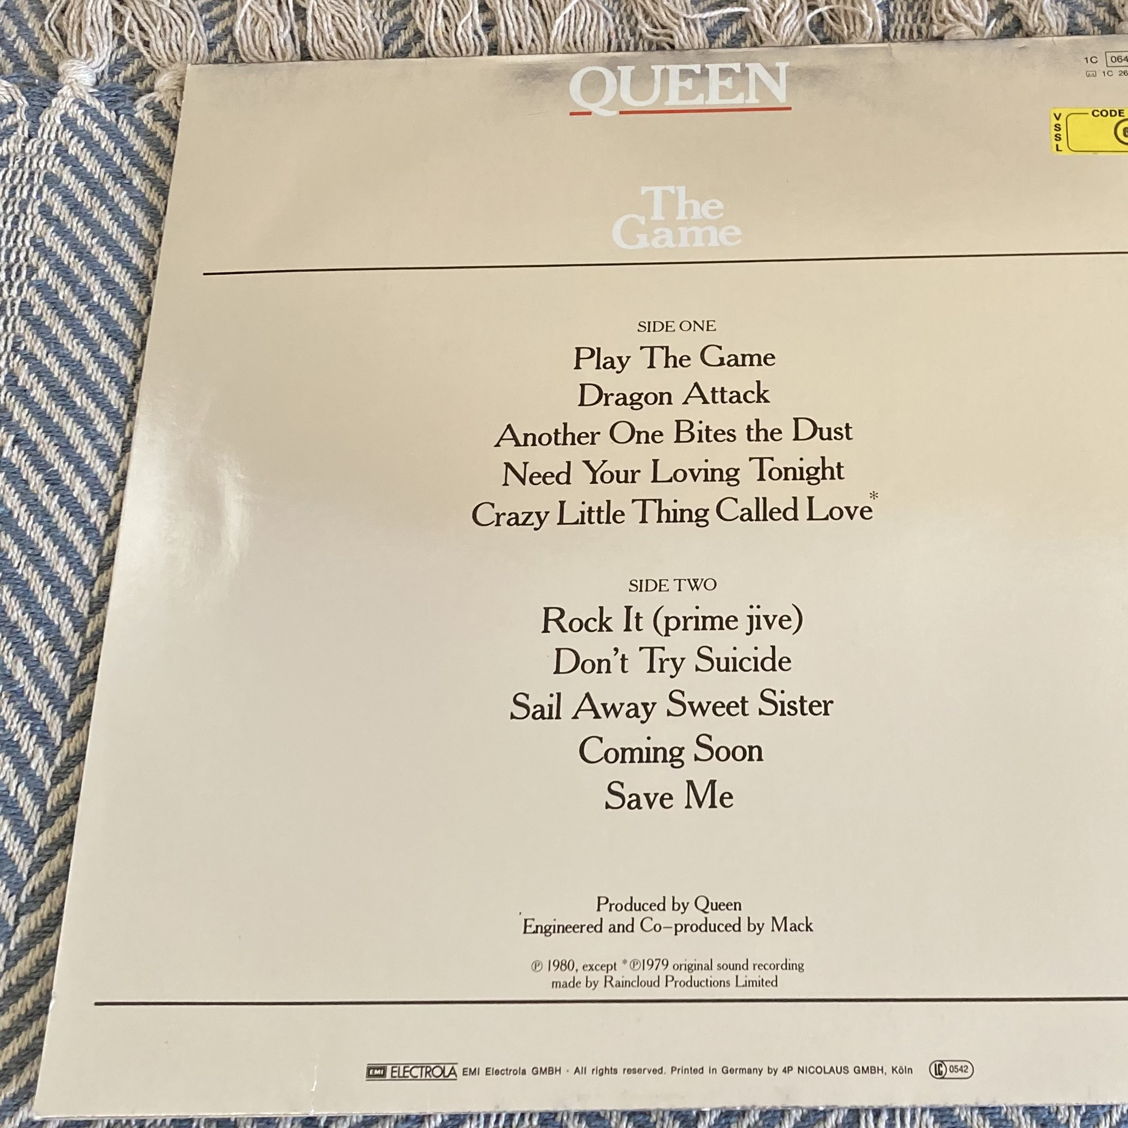 QUEEN
1C 064
1C 26
VSSL
CODE
The
Game
SIDE ONE
Play The Game
Dragon Attack
Another One Bites the Dust
Need Your Loving Tonight
Crazy Little Thing Called Love*
SIDE TWO
Rock It (prime jive)
Don't Try Suicide
Sail Away Sweet Sister
Coming Soon
Save Me
Produced by Queen
Engineered and Co-produced by Mack
℗ 1980, except *℗1979 original sound recording
made by Raincloud Productions Limited
EMI ELECTROLA EMI Electrola GMBH · All rights reserved. Printed in Germany by 4P NICOLAUS GMBH, Köln LC 0542